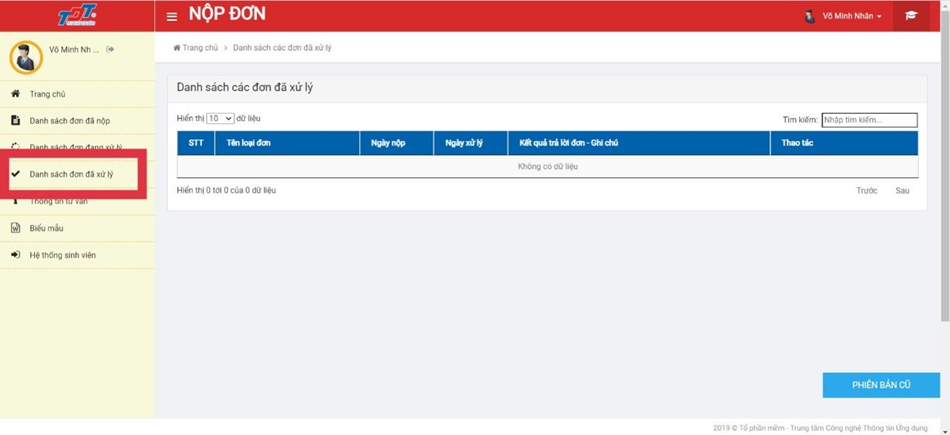 TDT
NỘP ĐƠN
Võ Minh Nhân
Võ Minh Nh ...
Trang chủ > Danh sách các đơn đã xử lý
Trang chủ
Danh sách đơn đã nộp
Danh sách đơn đang xử lý
Danh sách đơn đã xử lý
Thông tin tư vấn
Biểu mẫu
Hệ thống sinh viên
Danh sách các đơn đã xử lý
Hiển thị 10 dữ liệu
Tìm kiếm: Nhập tìm kiếm...
STT Tên loại đơn Ngày nộp Ngày xử lý Kết quả trả lời đơn - Ghi chú Thao tác
Không có dữ liệu
Hiển thị 0 tới 0 của 0 dữ liệu
Trước Sau
PHIÊN BẢN CŨ
2019 © Tổ phần mềm - Trung tâm Công nghệ Thông tin Ứng dụng